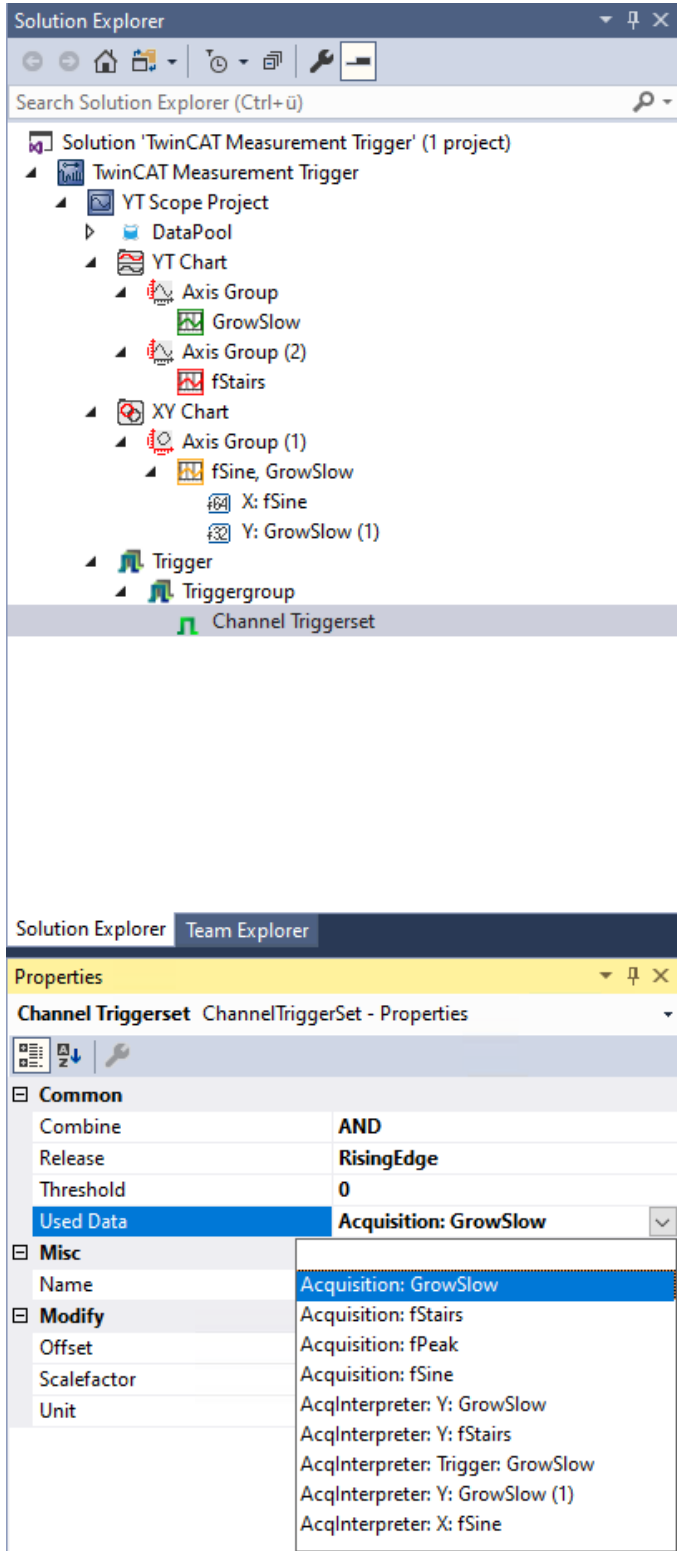 Solution Explorer
Search Solution Explorer (Ctrl+ü)
Solution 'TwinCAT Measurement Trigger' (1 project)
TwinCAT Measurement Trigger
YT Scope Project
DataPool
YT Chart
Axis Group
GrowSlow
Axis Group (2)
fStairs
XY Chart
Axis Group (1)
fSine, GrowSlow
f64 X: fSine
f32 Y: GrowSlow (1)
Trigger
Triggergroup
Channel Triggerset
Solution Explorer Team Explorer
Properties
Channel Triggerset ChannelTriggerSet - Properties
Common
Combine AND
Release RisingEdge
Threshold 0
Used Data Acquisition: GrowSlow
Misc
Name Acquisition: GrowSlow
Modify Acquisition: fStairs
Offset Acquisition: fPeak
Scalefactor Acquisition: fSine
Unit AcqInterpreter: Y: GrowSlow
AcqInterpreter: Y: fStairs
AcqInterpreter: Trigger: GrowSlow
AcqInterpreter: Y: GrowSlow (1)
AcqInterpreter: X: fSine